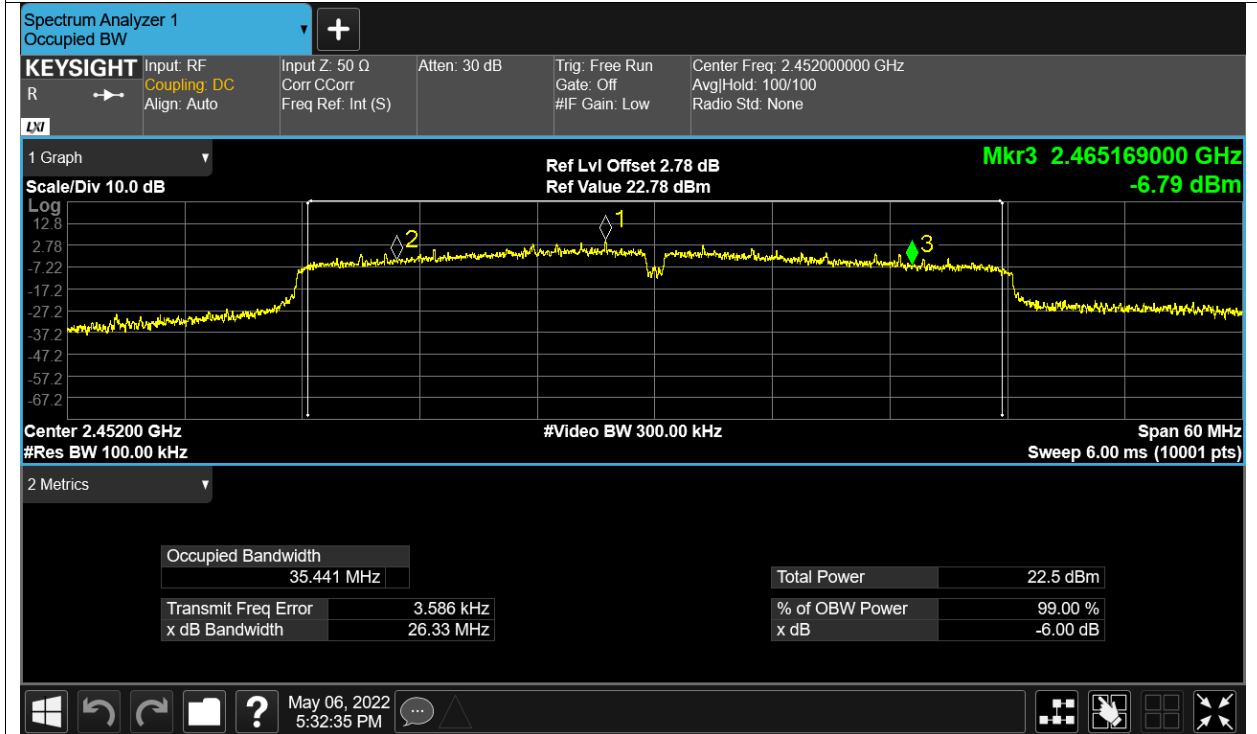 Spectrum Analyzer 1
Occupied BW
KEYSIGHT
R
LXI
Input: RF
Coupling: DC
Align: Auto
Input Z: 50 Ω
Corr CCorr
Freq Ref: Int (S)
Atten: 30 dB
Trig: Free Run
Gate: Off
#IF Gain: Low
Center Freq: 2.452000000 GHz
Avg|Hold: 100/100
Radio Std: None
1 Graph
Scale/Div 10.0 dB
Ref Lvl Offset 2.78 dB
Ref Value 22.78 dBm
Mkr3 2.465169000 GHz
-6.79 dBm
Log
12.8
2.78
-7.22
-17.2
-27.2
-37.2
-47.2
-57.2
-67.2
2
1
3
Center 2.45200 GHz
#Res BW 100.00 kHz
#Video BW 300.00 kHz
Span 60 MHz
Sweep 6.00 ms (10001 pts)
2 Metrics
Occupied Bandwidth
35.441 MHz
Transmit Freq Error 3.586 kHz
x dB Bandwidth 26.33 MHz
Total Power 22.5 dBm
% of OBW Power 99.00 %
x dB -6.00 dB
?
May 06, 2022
5:32:35 PM